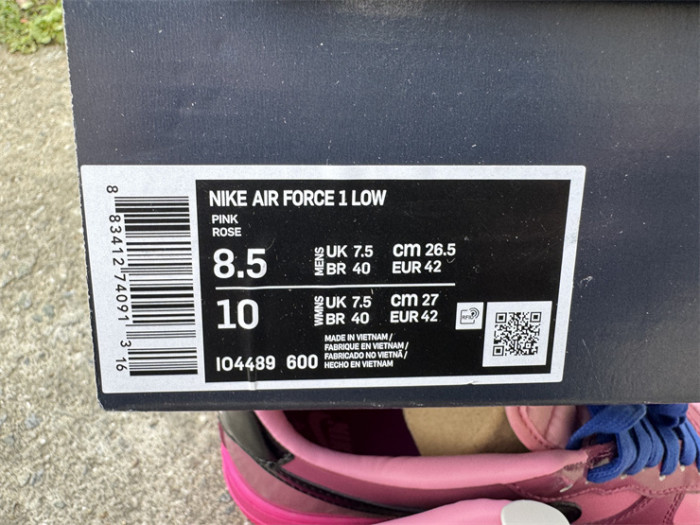 NIKE AIR FORCE 1 LOW
PINK
ROSE
8.5 MENS UK 7.5 cm 26.5
BR 40 EUR 42
10 WMNS UK 7.5 cm 27
BR 40 EUR 42
MADE IN VIETNAM /
FABRIQUE EN VIETNAM /
FABRICADO NO VIETNÃ /
HECHO EN VIETNAM
IO4489 600
8 83412 74091 3 16
RFID